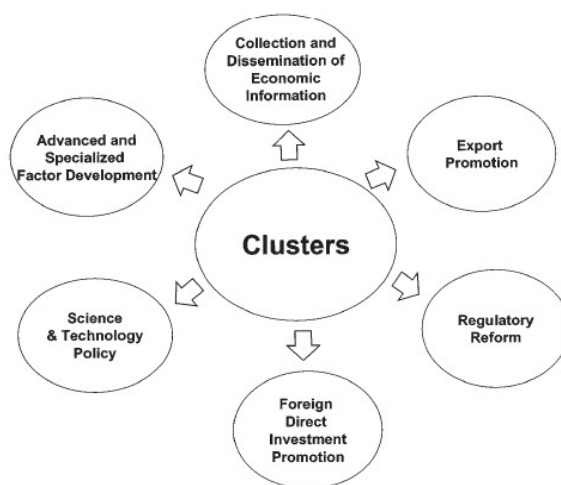 Collection and
Dissemination of
Economic
Information
Advanced and
Specialized
Factor Development
Export
Promotion
Clusters
Science
& Technology
Policy
Regulatory
Reform
Foreign
Direct
Investment
Promotion